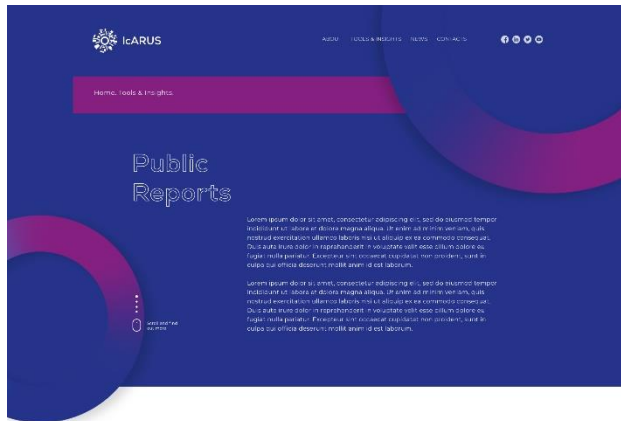 IcARUS
ABOUT TOOLS & INSIGHTS NEWS CONTACTS
Home. Tools & Insights.
Public
Reports
Lorem ipsum dolor sit amet, consectetur adipiscing elit, sed do eiusmod tempor
incididunt ut labore et dolore magna aliqua. Ut enim ad minim veniam, quis
nostrud exercitation ullamco laboris nisi ut aliquip ex ea commodo consequat.
Duis aute irure dolor in reprehenderit in voluptate velit esse cillum dolore eu
fugiat nulla pariatur. Excepteur sint occaecat cupidatat non proident, sunt in
culpa qui officia deserunt mollit anim id est laborum.
Lorem ipsum dolor sit amet, consectetur adipiscing elit, sed do eiusmod tempor
incididunt ut labore et dolore magna aliqua. Ut enim ad minim veniam, quis
nostrud exercitation ullamco laboris nisi ut aliquip ex ea commodo consequat.
Duis aute irure dolor in reprehenderit in voluptate velit esse cillum dolore eu
fugiat nulla pariatur. Excepteur sint occaecat cupidatat non proident, sunt in
culpa qui officia deserunt mollit anim id est laborum.